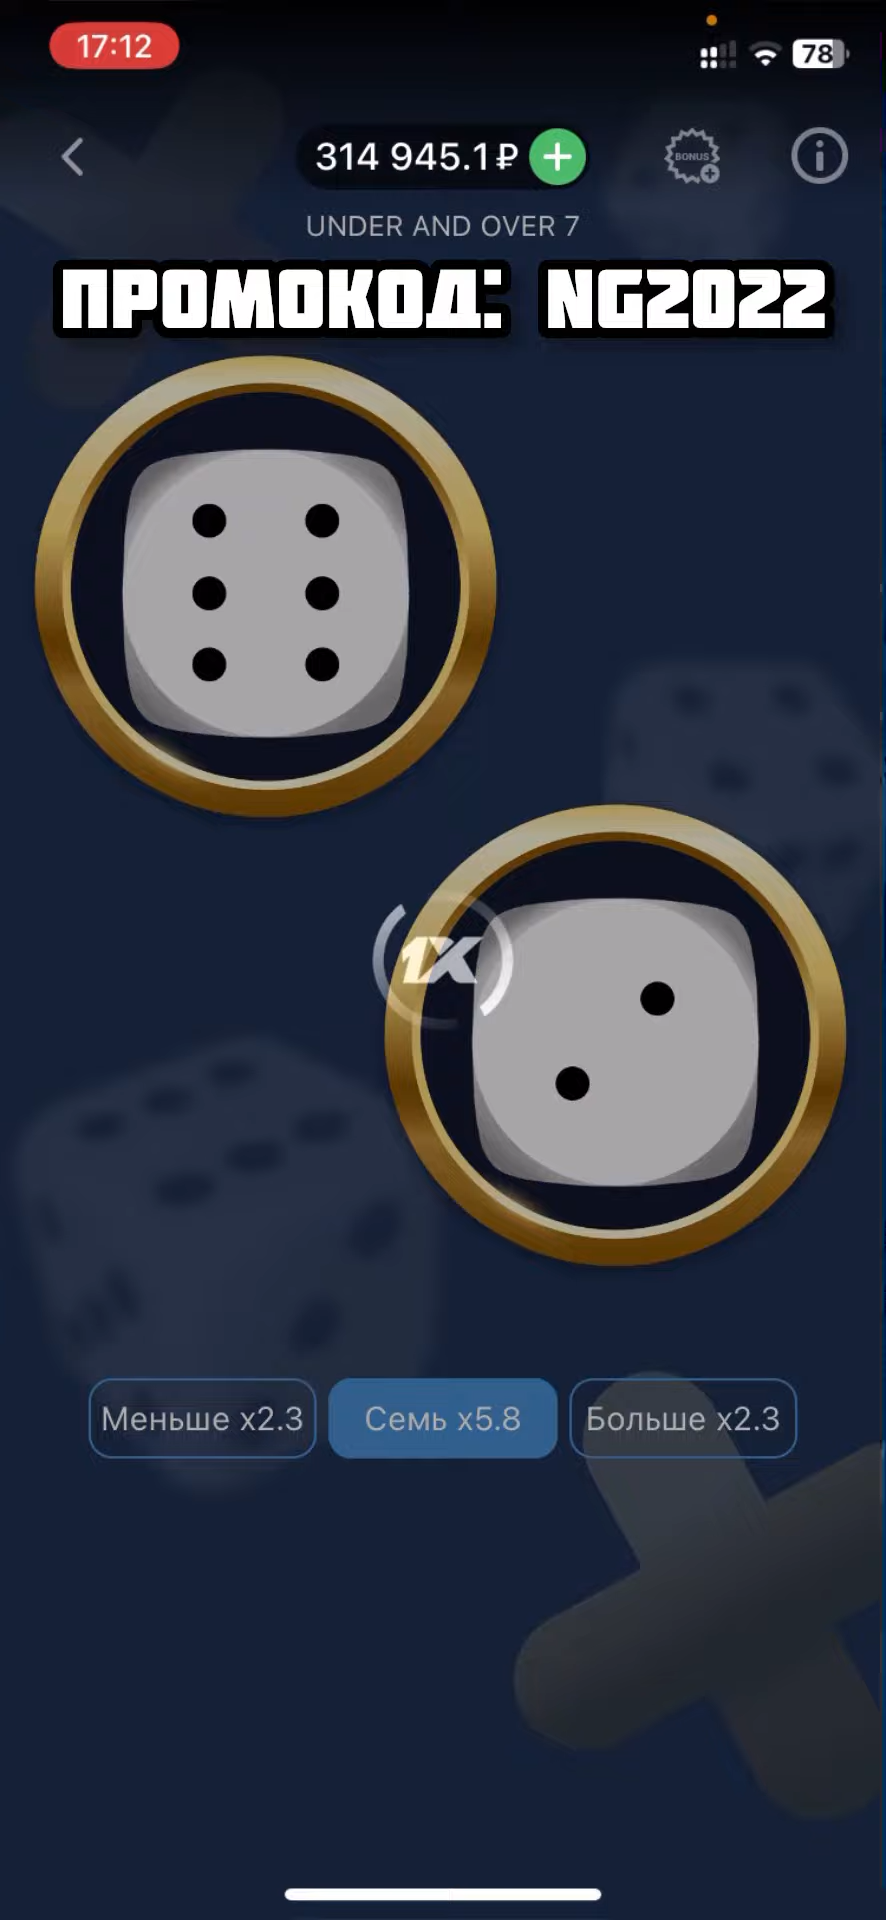 17:12
78
314 945.1 ₽
BONUS
UNDER AND OVER 7
ПРОМОКОД: NG2022
1X
Меньше x2.3
Семь x5.8
Больше x2.3